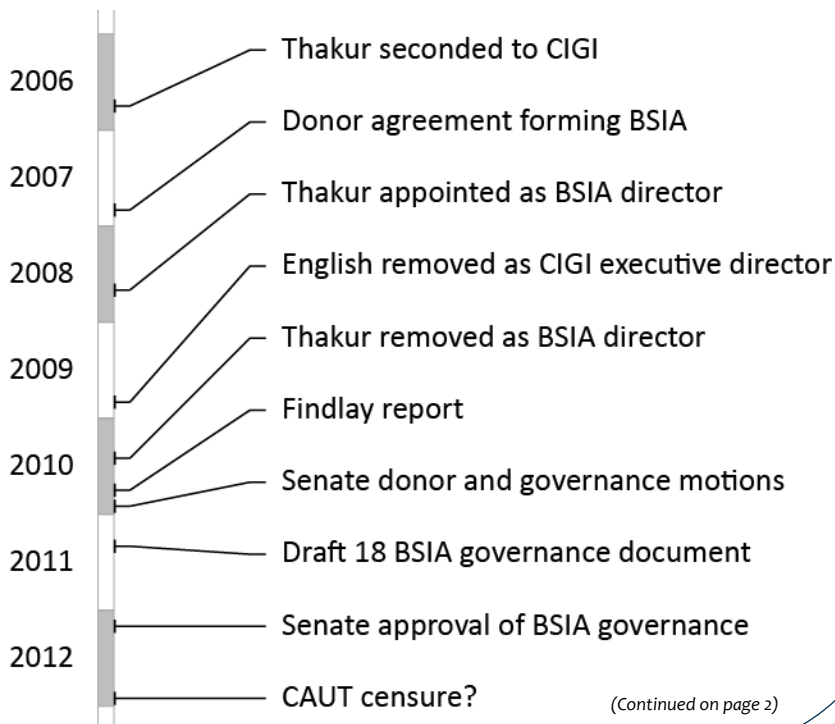 Thakur seconded to CIGI
2006
Donor agreement forming BSIA
2007
Thakur appointed as BSIA director
2008
English removed as CIGI executive director
Thakur removed as BSIA director
2009
Findlay report
2010
Senate donor and governance motions
2011
Draft 18 BSIA governance document
Senate approval of BSIA governance
2012
CAUT censure?
(Continued on page 2)